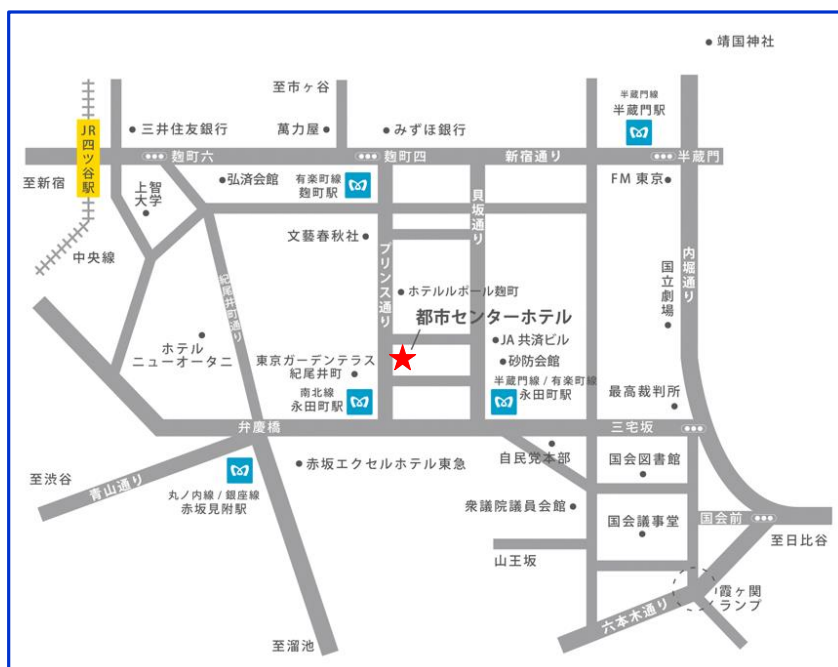 靖国神社
至市ヶ谷
半蔵門線
半蔵門駅
JR四ツ谷駅
三井住友銀行
萬力屋
みずほ銀行
麹町六
麹町四
新宿通り
半蔵門
至新宿
上智
大学
弘済会館
有楽町線
麹町駅
貝坂通り
FM東京
中央線
文藝春秋社
プリンス通り
内堀通り
紀尾井町通り
国立劇場
ホテルルポール麹町
都市センターホテル
ホテル
ニューオータニ
JA共済ビル
砂防会館
東京ガーデンテラス
紀尾井町
南北線
永田町駅
半蔵門線/有楽町線
永田町駅
最高裁判所
弁慶橋
三宅坂
自民党本部
国会図書館
赤坂エクセルホテル東急
至渋谷
青山通り
丸ノ内線/銀座線
赤坂見附駅
衆議院議員会館
国会議事堂
国会前
至日比谷
山王坂
霞ヶ関
ランプ
六本木通り
至溜池